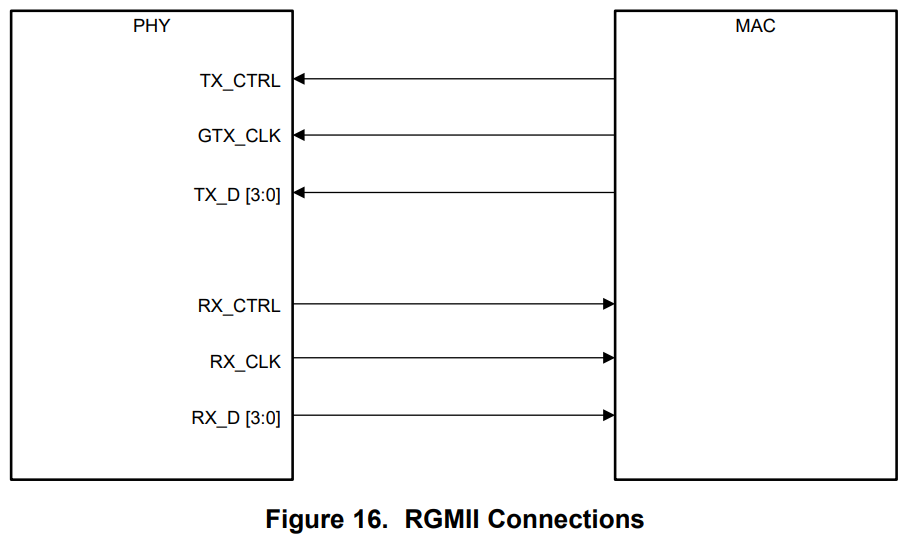 PHY
MAC
TX_CTRL
GTX_CLK
TX_D [3:0]
RX_CTRL
RX_CLK
RX_D [3:0]
Figure 16. RGMII Connections